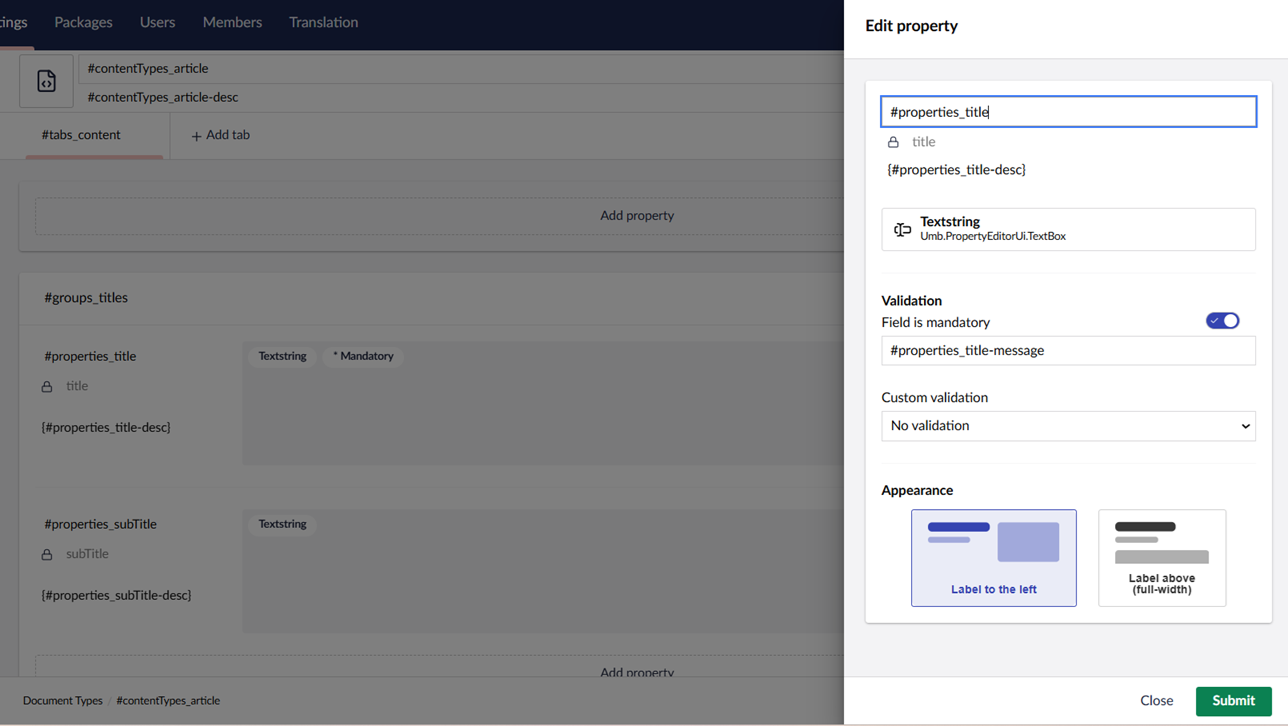 ings Packages Users Members Translation
#contentTypes_article
#contentTypes_article-desc
#tabs_content + Add tab
Add property
#groups_titles
#properties_title
title
{#properties_title-desc}
Textstring * Mandatory
#properties_subTitle
subTitle
{#properties_subTitle-desc}
Textstring
Add property
Document Types / #contentTypes_article
Edit property
#properties_title
title
{#properties_title-desc}
Textstring
Umb.PropertyEditorUi.TextBox
Validation
Field is mandatory
#properties_title-message
Custom validation
No validation
Appearance
Label to the left
Label above
(full-width)
Close Submit